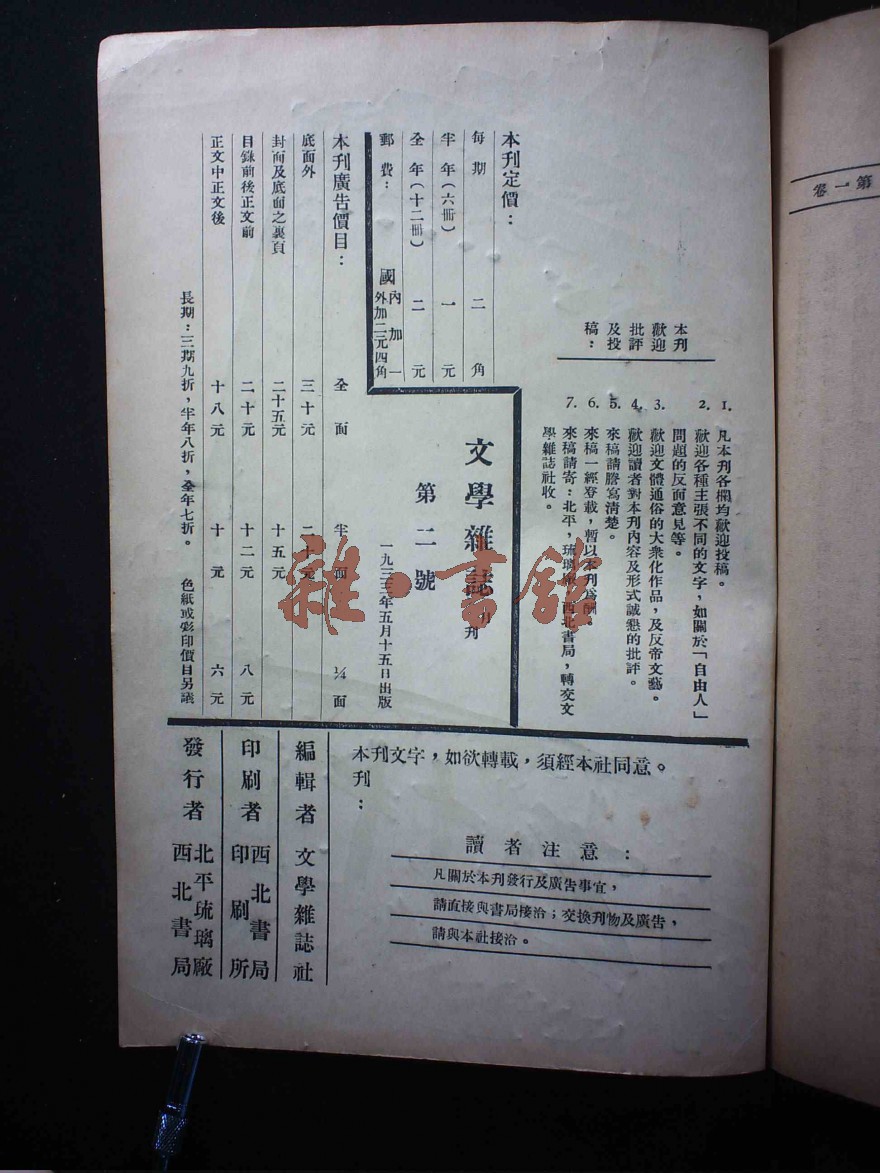 本刊
歡迎
批評
及投
稿：
1. 凡本刊各欄均歡迎投稿。
2. 歡迎各種主張不同的文字，如關於「自由人」
問題的反面意見等。
3. 歡迎文體通俗的大衆化作品，及反帝文藝。
4. 歡迎讀者對本刊內容及形式誠懇的批評。
5. 來稿請謄寫清楚。
6. 來稿一經登載，暫以本刊爲酬。
7. 來稿請寄：北平，琉璃廠，西北書局，轉交文
學雜誌社收。
本刊定價：
每期 二角
半年（六冊） 一元
全年（十二冊） 二元
郵費： 國內加一
外加二元四角
文學雜誌 月刊
第二號
一九三三年五月十五日出版
本刊廣告價目： 全面 半面 ¼面
底面外 三十元 二十元
封面及底面之裏頁 二十五元 十五元
目錄前後正文前 二十元 十二元 八元
正文中正文後 十八元 十元 六元
長期：三期九折，半年八折，全年七折。 色紙或彩印價目另議
本刊文字，如欲轉載，須經本社同意。
本刊：
讀者注意：
凡關於本刊發行及廣告事宜，
請直接與書局接洽；交換刊物及廣告，
請與本社接洽。
編輯者 文學雜誌社
印刷者 西北書局
印刷所
發行者 北平琉璃廠
西北書局
第一卷
雜·書館